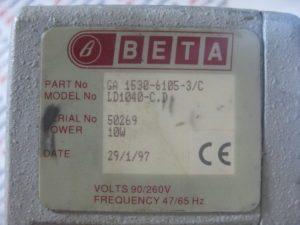 β BETA
PART No GA 1530-6105-3/C
MODEL No LD1040-C.D.
SERIAL No 50269
POWER 10W
DATE 29/1/97
CE
VOLTS 90/260V
FREQUENCY 47/65 Hz